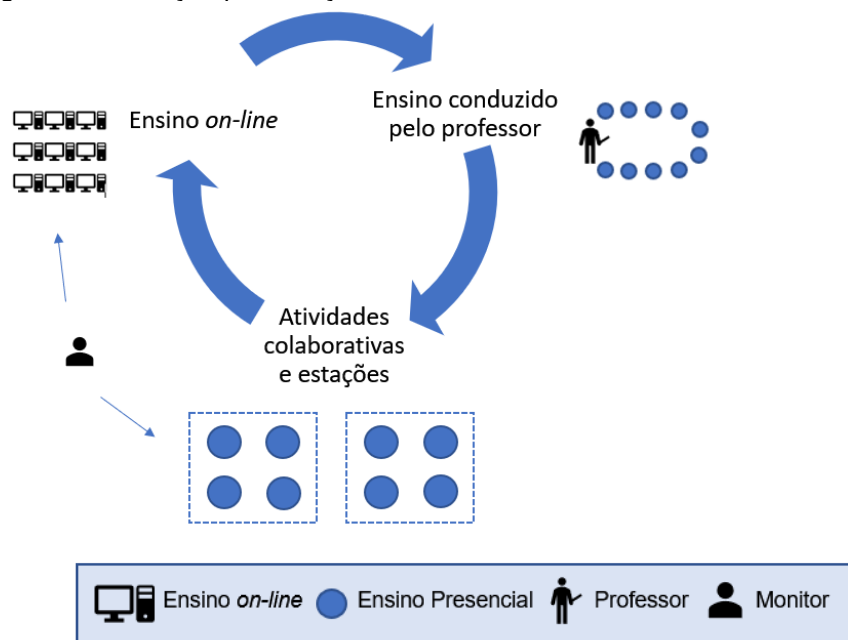 Ensino on-line
Ensino conduzido
pelo professor
Atividades
colaborativas
e estações
Ensino on-line
Ensino Presencial
Professor
Monitor